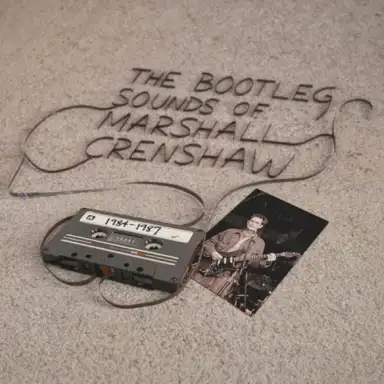 THE BOOTLEG
SOUNDS OF
MARSHALL
CRENSHAW
A
1984-1987